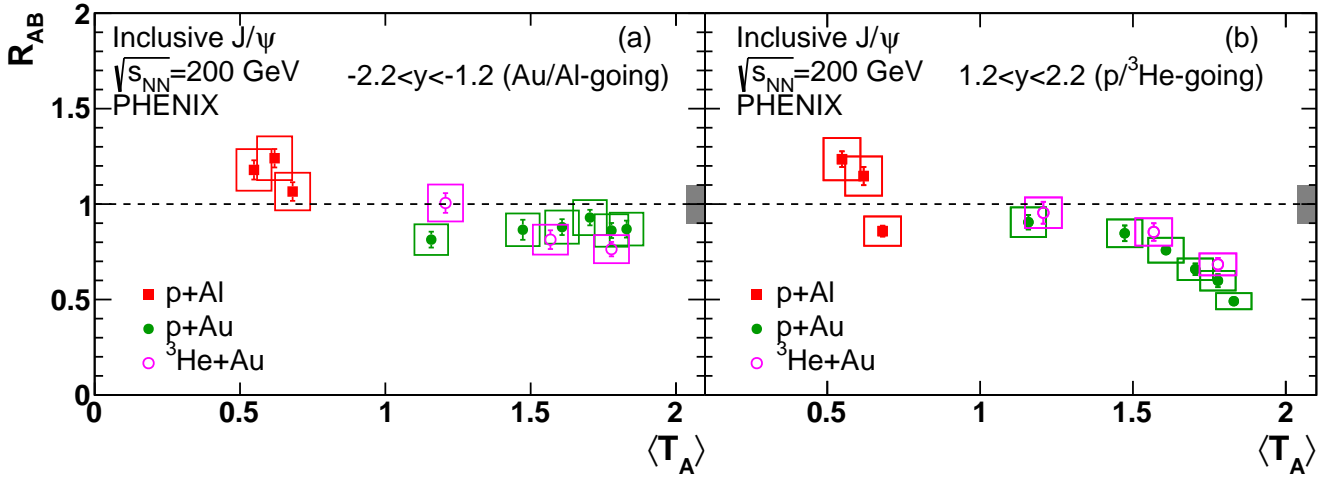 R_AB
2
1.5
1
0.5
0
Inclusive J/ψ (a)
√s_NN=200 GeV -2.2<y<-1.2 (Au/Al-going)
PHENIX
p+Al
p+Au
³He+Au
0 0.5 1 1.5 2
⟨T_A⟩
Inclusive J/ψ (b)
√s_NN=200 GeV 1.2<y<2.2 (p/³He-going)
PHENIX
p+Al
p+Au
³He+Au
0.5 1 1.5 2
⟨T_A⟩